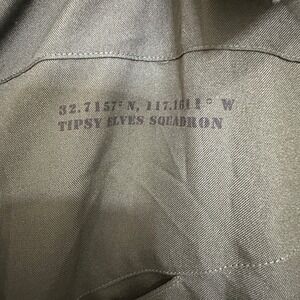 32.7157° N, 117.1611° W
TIPSY ELVES SQUADRON